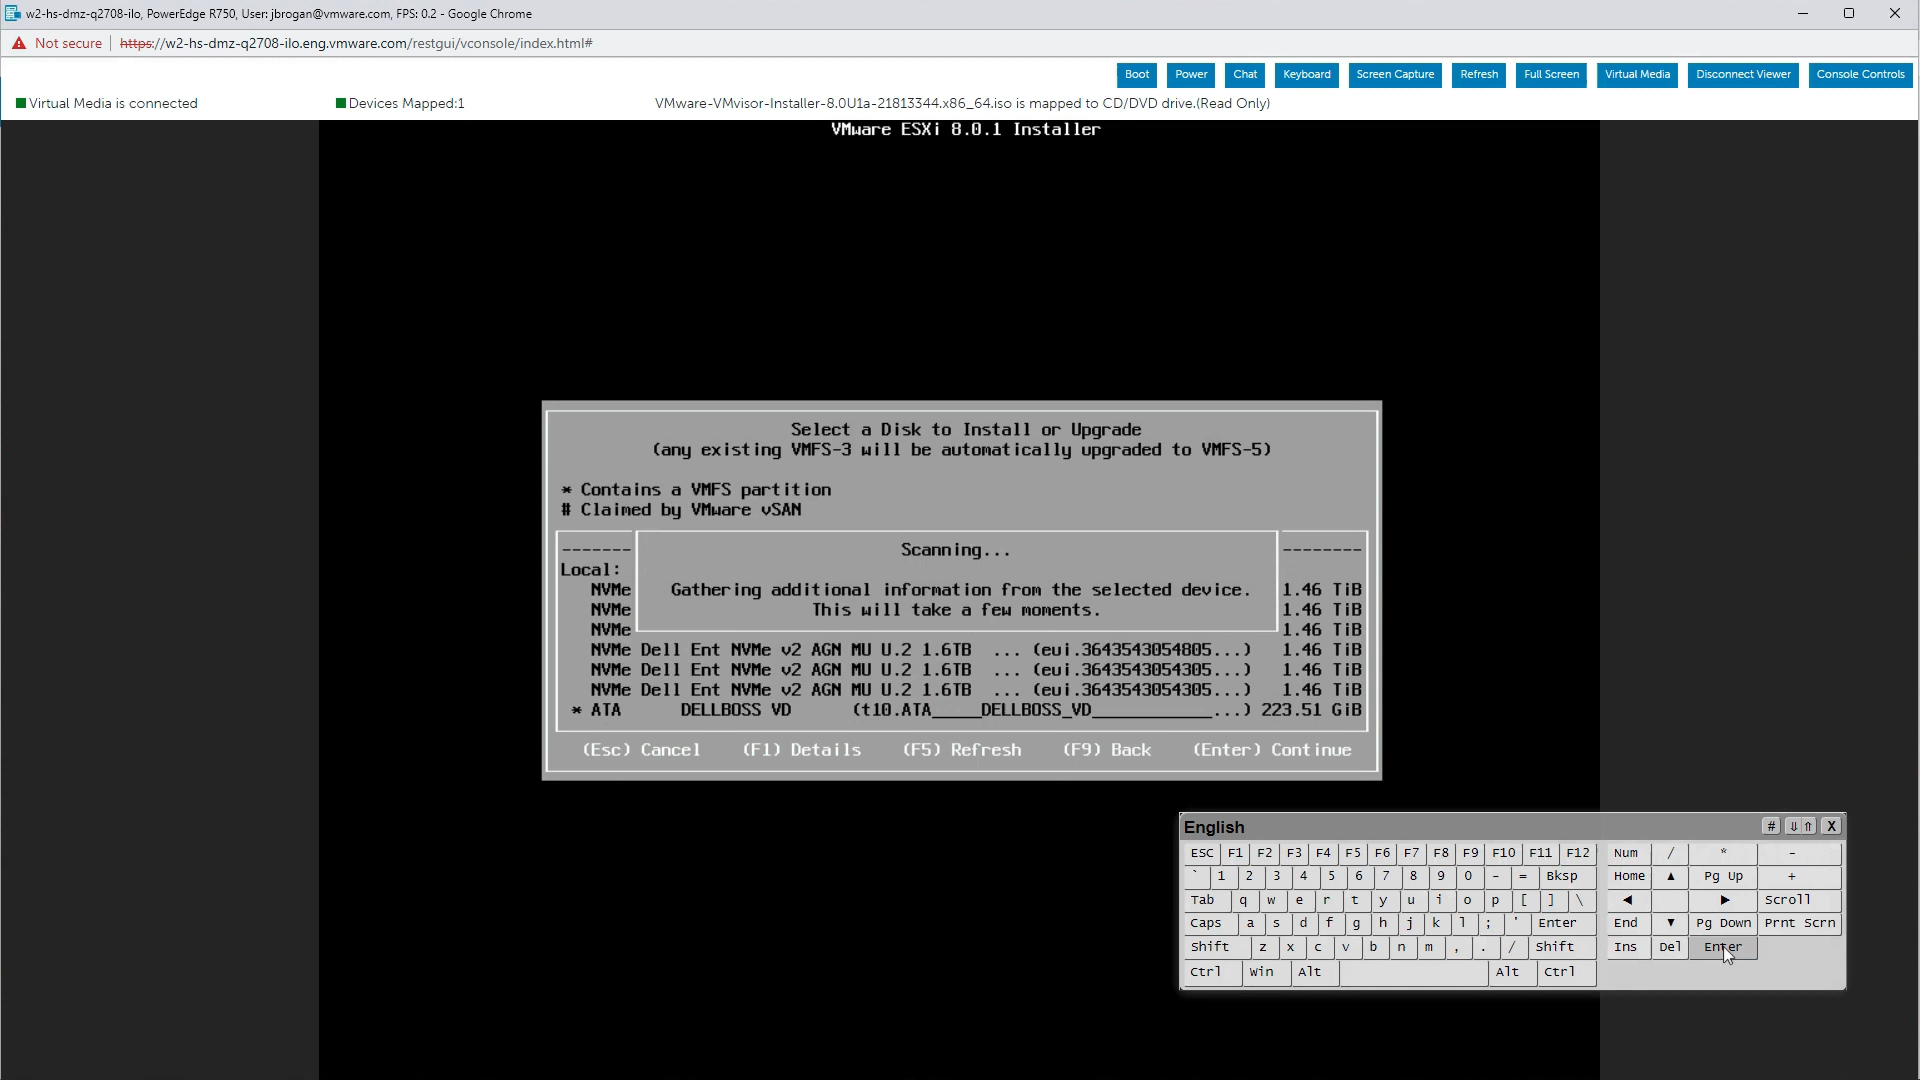 w2-hs-dmz-q2708-ilo, PowerEdge R750, User: jbrogan@vmware.com, FPS: 0.2 - Google Chrome
Not secure https://w2-hs-dmz-q2708-ilo.eng.vmware.com/restgui/vconsole/index.html#
Boot Power Chat Keyboard Screen Capture Refresh Full Screen Virtual Media Disconnect Viewer Console Controls
Virtual Media is connected Devices Mapped:1 VMware-VMvisor-Installer-8.0U1a-21813344.x86_64.iso is mapped to CD/DVD drive.(Read Only)
VMware ESXi 8.0.1 Installer
Select a Disk to Install or Upgrade
(any existing VMFS-3 will be automatically upgraded to VMFS-5)
* Contains a VMFS partition
# Claimed by VMware vSAN
------- Scanning... --------
Local:
NVMe Gathering additional information from the selected device. 1.46 TiB
NVMe This will take a few moments. 1.46 TiB
NVMe 1.46 TiB
NVMe Dell Ent NVMe v2 AGN MU U.2 1.6TB ... (eui.3643543054805...) 1.46 TiB
NVMe Dell Ent NVMe v2 AGN MU U.2 1.6TB ... (eui.3643543054305...) 1.46 TiB
NVMe Dell Ent NVMe v2 AGN MU U.2 1.6TB ... (eui.3643543054305...) 1.46 TiB
* ATA DELLBOSS VD (t10.ATA_____DELLBOSS_VD____________...) 223.51 GiB
(Esc) Cancel (F1) Details (F5) Refresh (F9) Back (Enter) Continue
English # ⇓⇑ X
ESC F1 F2 F3 F4 F5 F6 F7 F8 F9 F10 F11 F12 Num / * -
` 1 2 3 4 5 6 7 8 9 0 - = Bksp Home ▲ Pg Up +
Tab q w e r t y u i o p [ ] \ ◀ ▶ Scroll
Caps a s d f g h j k l ; ' Enter End ▼ Pg Down Prnt Scrn
Shift z x c v b n m , . / Shift Ins Del Enter
Ctrl Win Alt Alt Ctrl